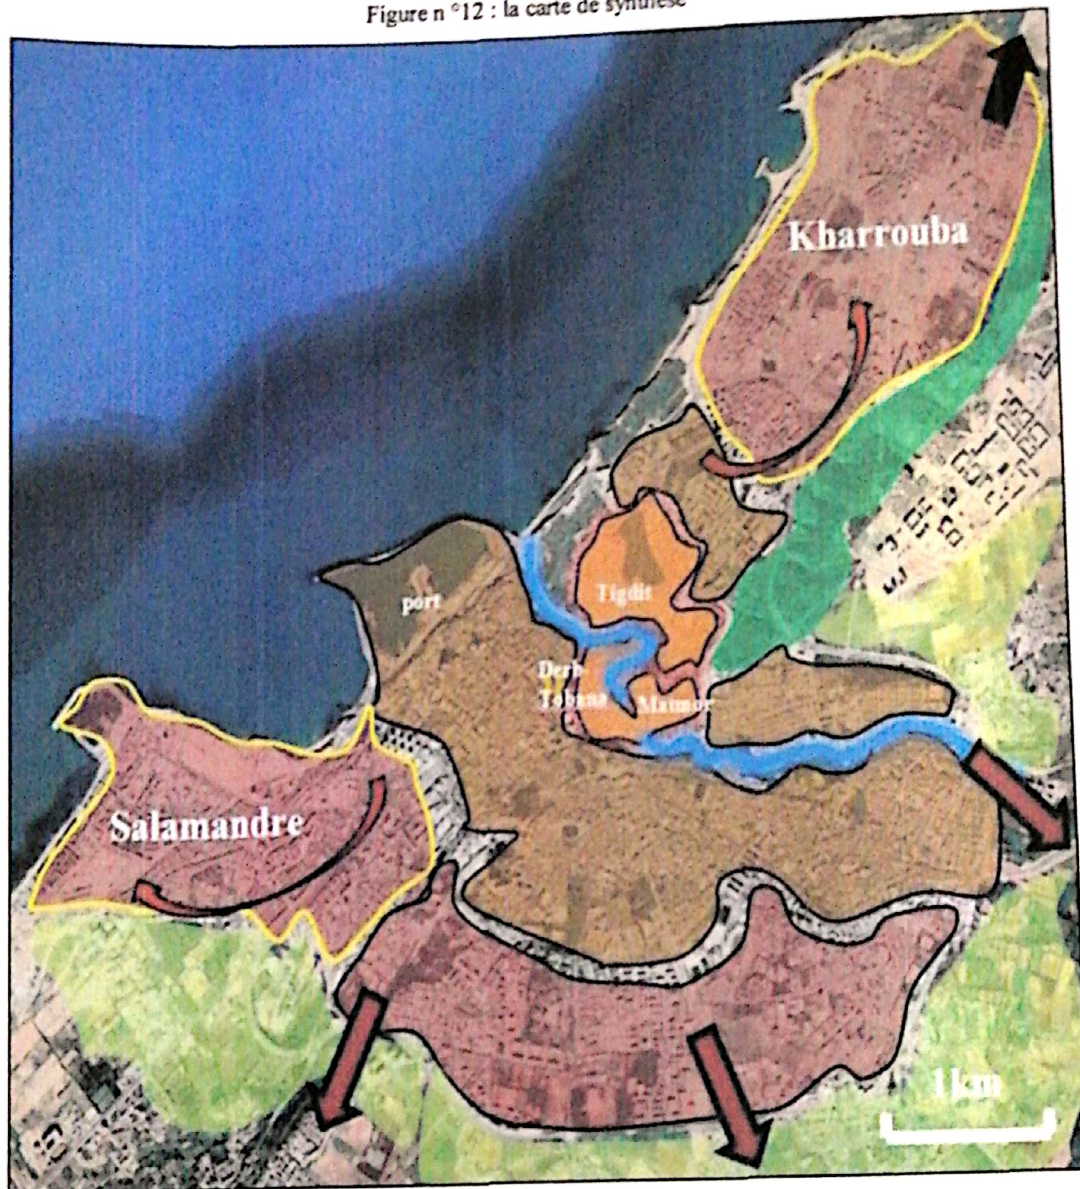 Figure n °12 : la carte de synthèse
Kharrouba
Tigdit
port
Derb
Tobana
Matmor
Salamandre
1km